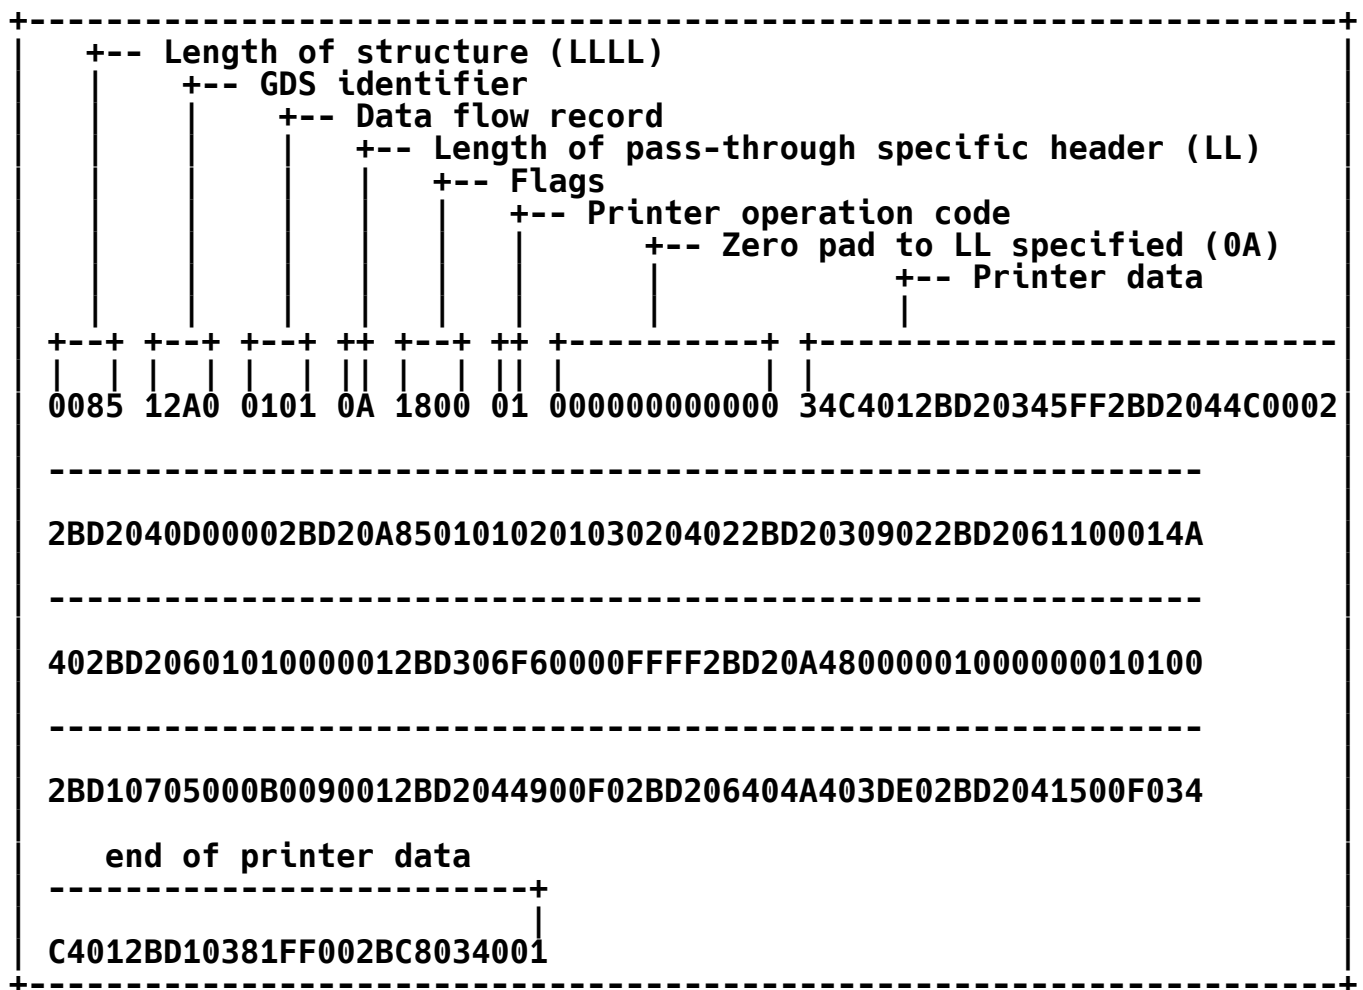 +-- Length of structure (LLLL)
+-- GDS identifier
+-- Data flow record
+-- Length of pass-through specific header (LL)
+-- Flags
+-- Printer operation code
+-- Zero pad to LL specified (0A)
+-- Printer data
0085 12A0 0101 0A 1800 01 000000000000 34C4012BD20345FF2BD2044C0002
2BD2040D00002BD20A8501010201030204022BD20309022BD2061100014A
402BD20601010000012BD306F60000FFFF2BD20A48000001000000010100
2BD10705000B0090012BD2044900F02BD206404A403DE02BD2041500F034
end of printer data
C4012BD10381FF002BC8034001